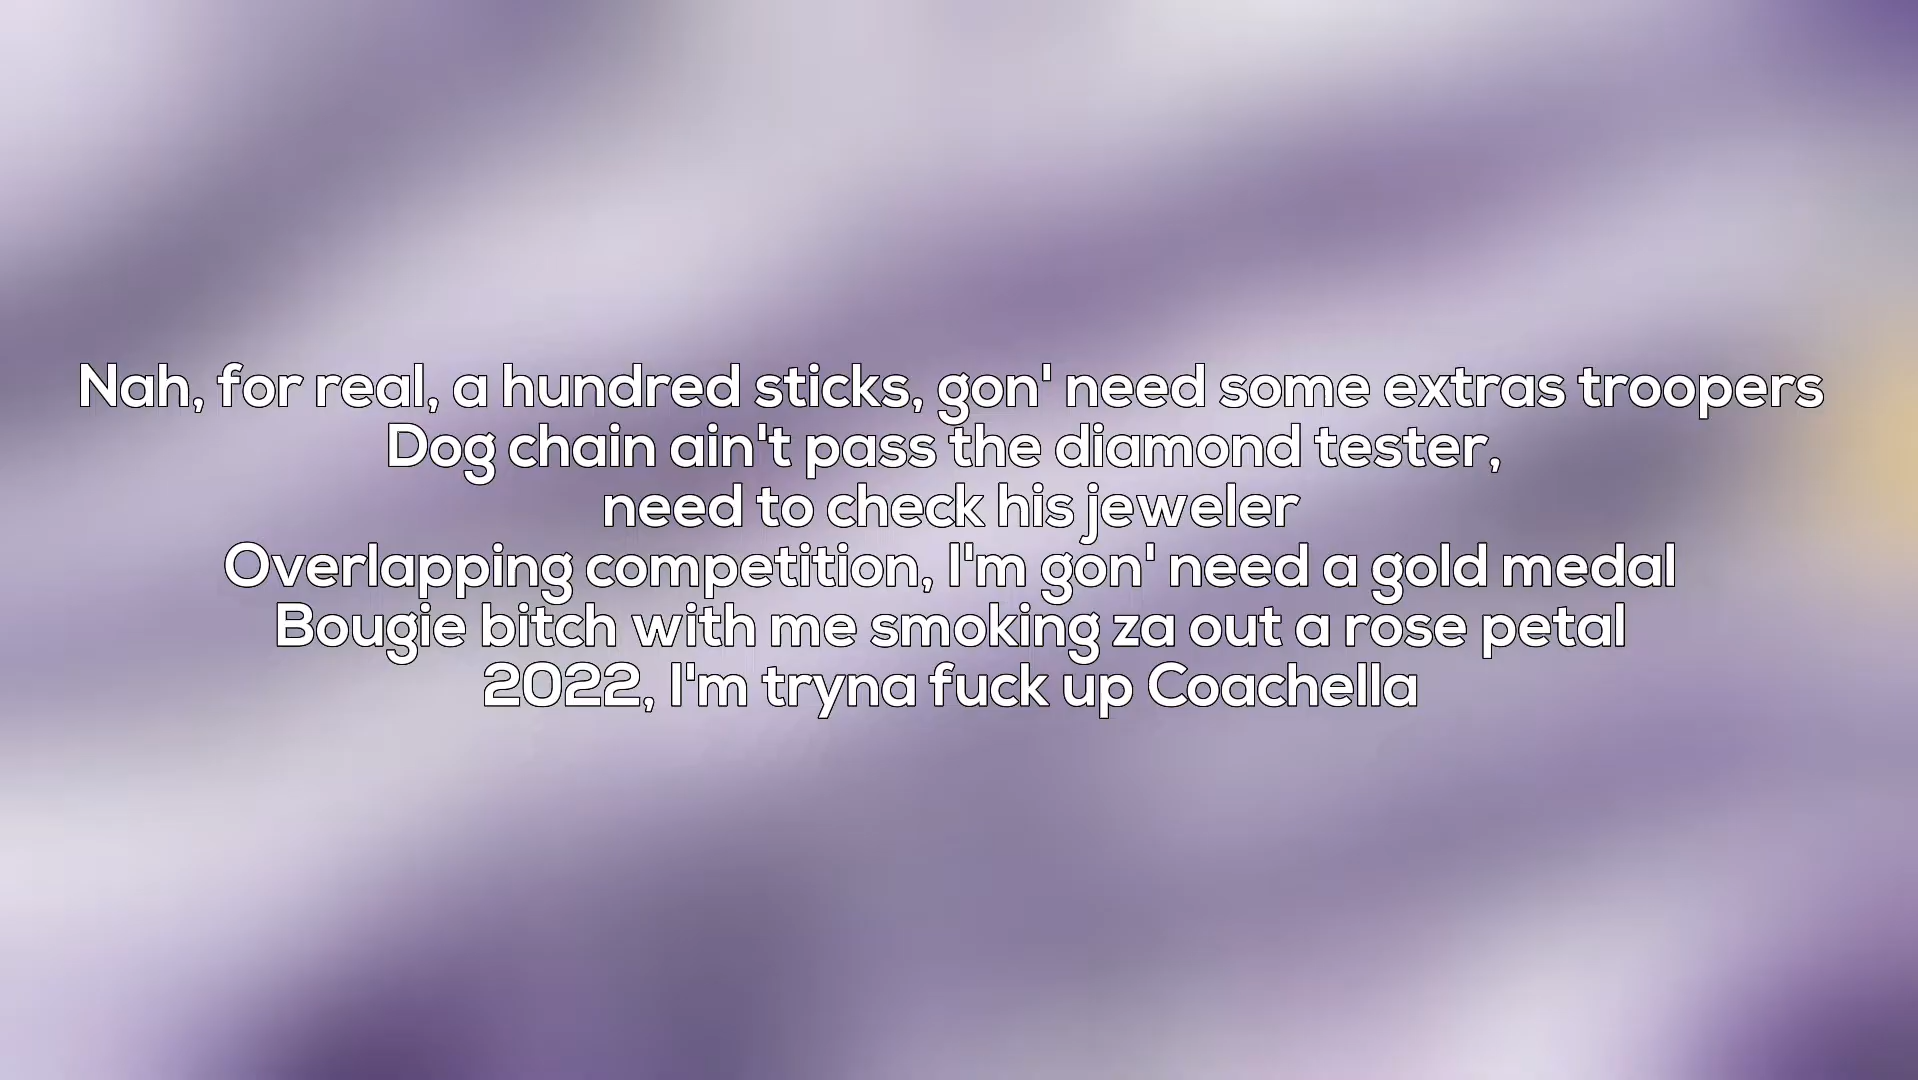 Nah, for real, a hundred sticks, gon' need some extras troopers
Dog chain ain't pass the diamond tester,
need to check his jeweler
Overlapping competition, I'm gon' need a gold medal
Bougie bitch with me smoking za out a rose petal
2022, I'm tryna fuck up Coachella